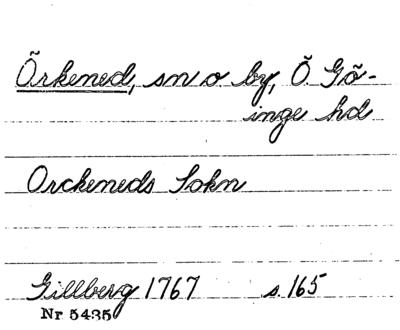 Örkened, sn o by, Ö. Gö-
inge hd
Orckeneds Sokn
Gillberg 1767 s. 165
Nr 5435